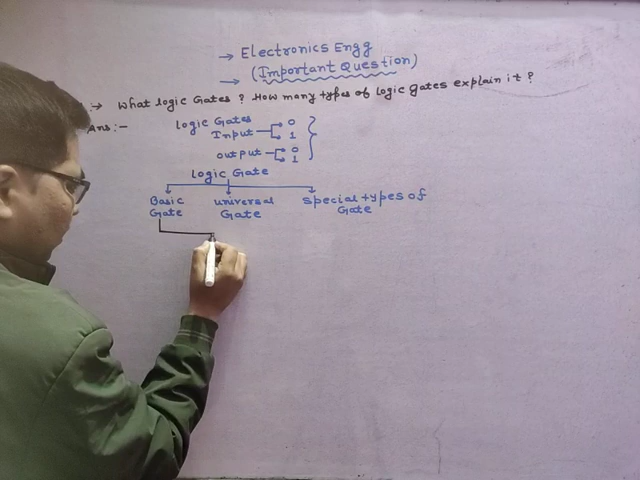 → Electronics Engg
→ (Important Question)
→ What logic Gates ? How many types of logic gates explain it ?
Ans :-
logic Gates
Input 0 1
output 0 1
logic Gate
Basic Gate
universal Gate
special types of Gate